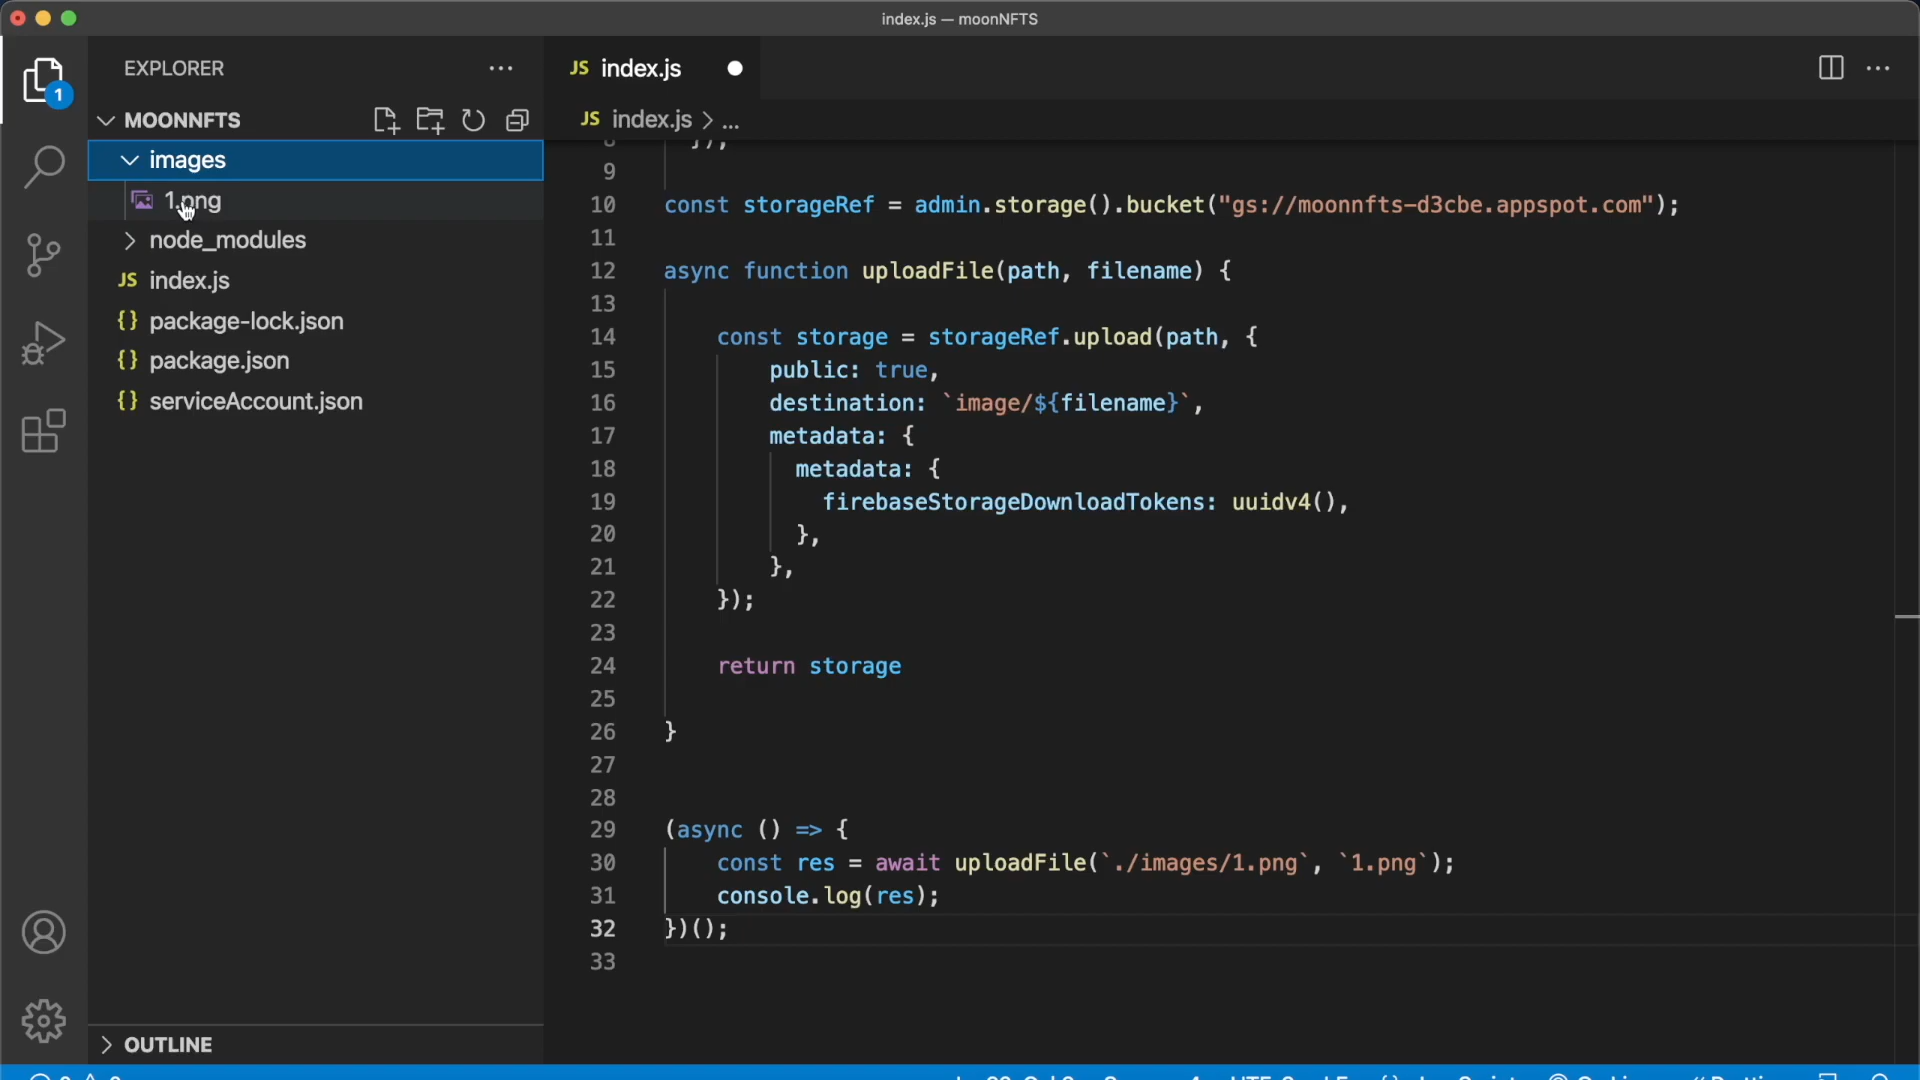 index.js — moonNFTS
EXPLORER
1
MOONNFTS
images
1.png
node_modules
JS index.js
{} package-lock.json
{} package.json
{} serviceAccount.json
OUTLINE
JS index.js
JS index.js > ...
9
10 const storageRef = admin.storage().bucket("gs://moonnfts-d3cbe.appspot.com");
11
12 async function uploadFile(path, filename) {
13
14 const storage = storageRef.upload(path, {
15 public: true,
16 destination: `image/${filename}`,
17 metadata: {
18 metadata: {
19 firebaseStorageDownloadTokens: uuidv4(),
20 },
21 },
22 });
23
24 return storage
25
26 }
27
28
29 (async () => {
30 const res = await uploadFile(`./images/1.png`, `1.png`);
31 console.log(res);
32 })();
33